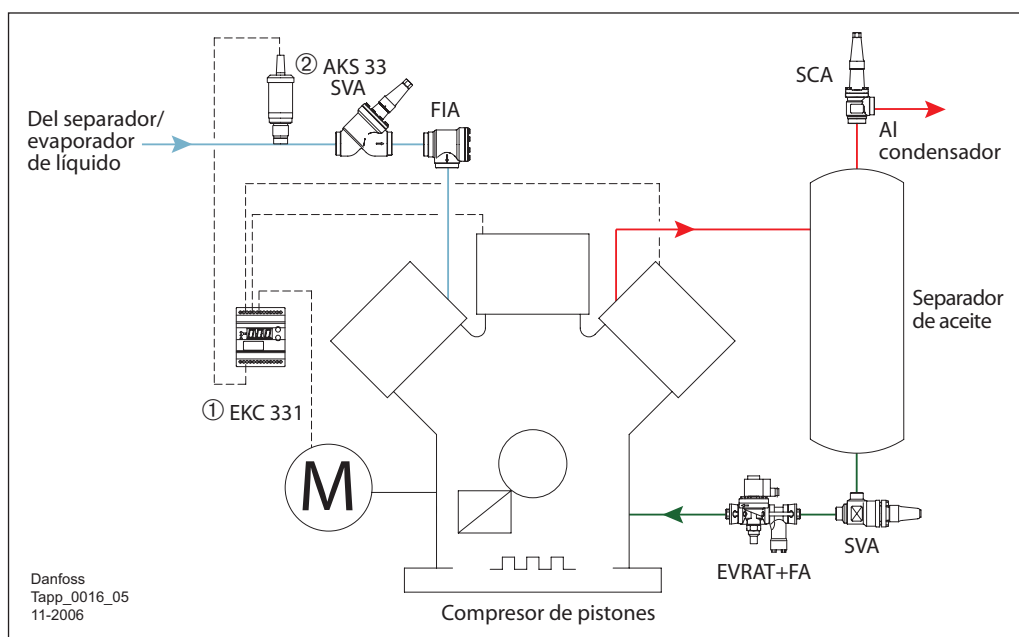 ② AKS 33
SVA
FIA
SCA
Del separador/
evaporador
de líquido
Al
condensador
Separador
de aceite
① EKC 331
M
SVA
EVRAT+FA
Compresor de pistones
Danfoss
Tapp_0016_05
11-2006